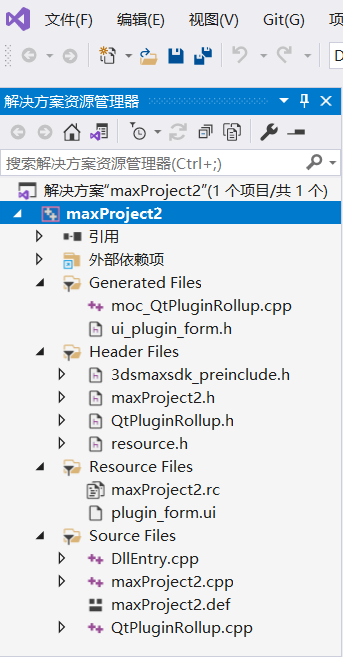 文件(F) 编辑(E) 视图(V) Git(G) 项
D
解决方案资源管理器
搜索解决方案资源管理器(Ctrl+;)
解决方案"maxProject2"(1 个项目/共 1 个)
maxProject2
引用
外部依赖项
Generated Files
moc_QtPluginRollup.cpp
ui_plugin_form.h
Header Files
3dsmaxsdk_preinclude.h
maxProject2.h
QtPluginRollup.h
resource.h
Resource Files
maxProject2.rc
plugin_form.ui
Source Files
DllEntry.cpp
maxProject2.cpp
maxProject2.def
QtPluginRollup.cpp